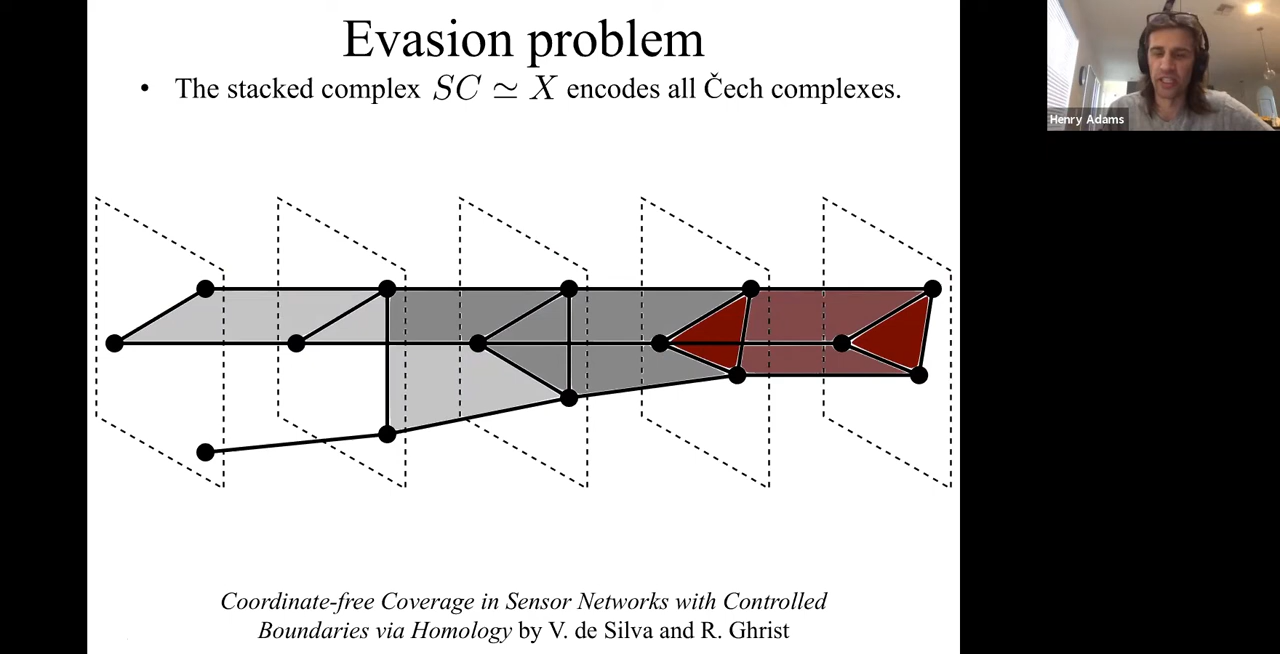 Evasion problem
• The stacked complex SC ≃ X encodes all Čech complexes.
Henry Adams
Coordinate-free Coverage in Sensor Networks with Controlled
Boundaries via Homology by V. de Silva and R. Ghrist